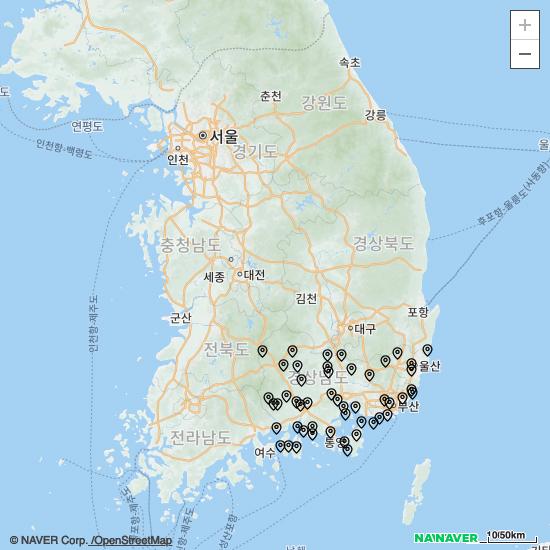 속초
춘천
강원도
강릉
도
연평도
서울
인천
경기도
울
인천항-백령도
후포항-울릉도(사동항)
충청남도
경상북도
세종
대전
김천
인천항-제주도
군산
포항
대구
전북도
경상남도
울산
부산
전라남도
여수
통영
© NAVER Corp. /OpenStreetMap
NAVER
10/50km